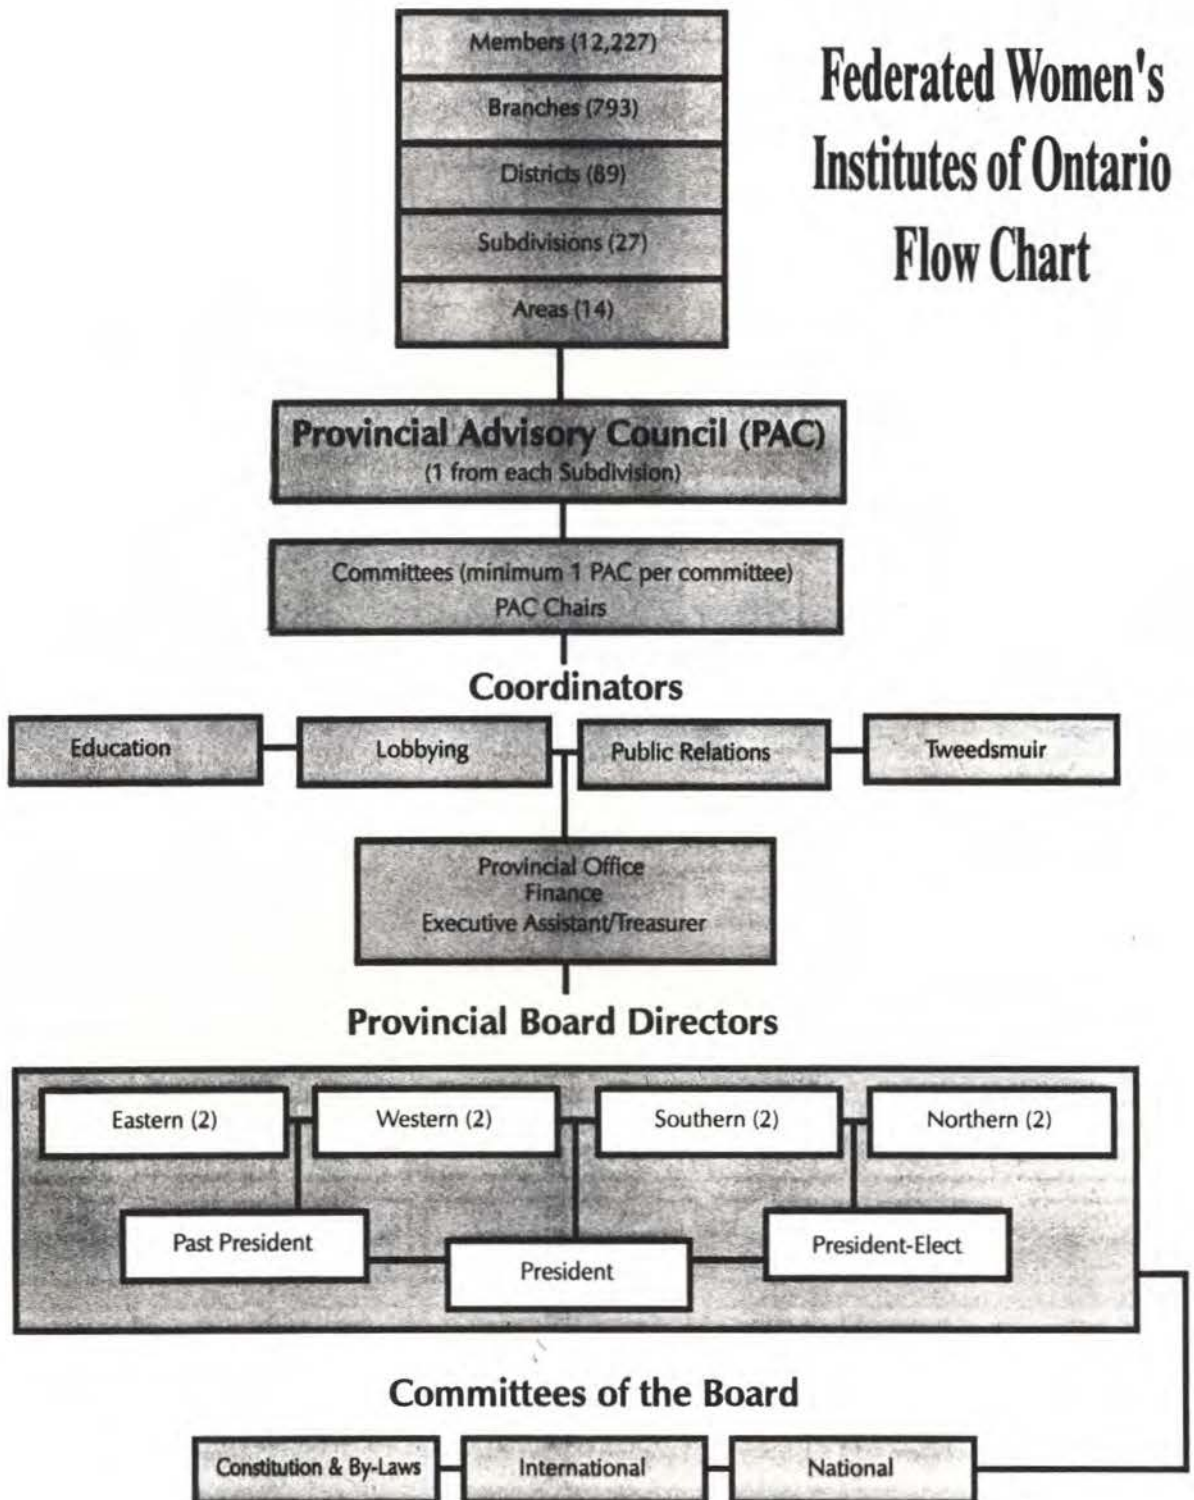 Federated Women's
Institutes of Ontario
Flow Chart
Members (12,227)
Branches (793)
Districts (89)
Subdivisions (27)
Areas (14)
Provincial Advisory Council (PAC)
(1 from each Subdivision)
Committees (minimum 1 PAC per committee)
PAC Chairs
Coordinators
Education
Lobbying
Public Relations
Tweedsmuir
Provincial Office
Finance
Executive Assistant/Treasurer
Provincial Board Directors
Eastern (2)
Western (2)
Southern (2)
Northern (2)
Past President
President
President-Elect
Committees of the Board
Constitution & By-Laws
International
National